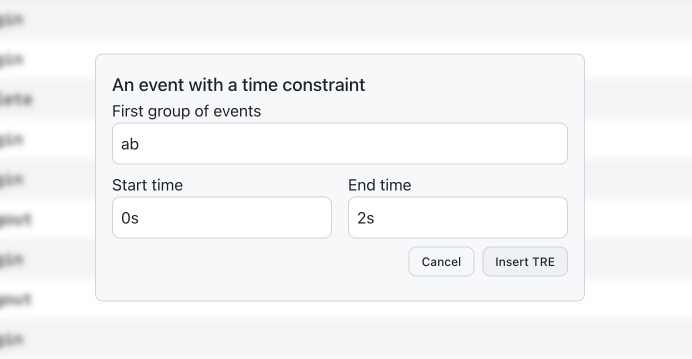 An event with a time constraint
First group of events
ab
Start time
End time
0s
2s
Cancel
Insert TRE